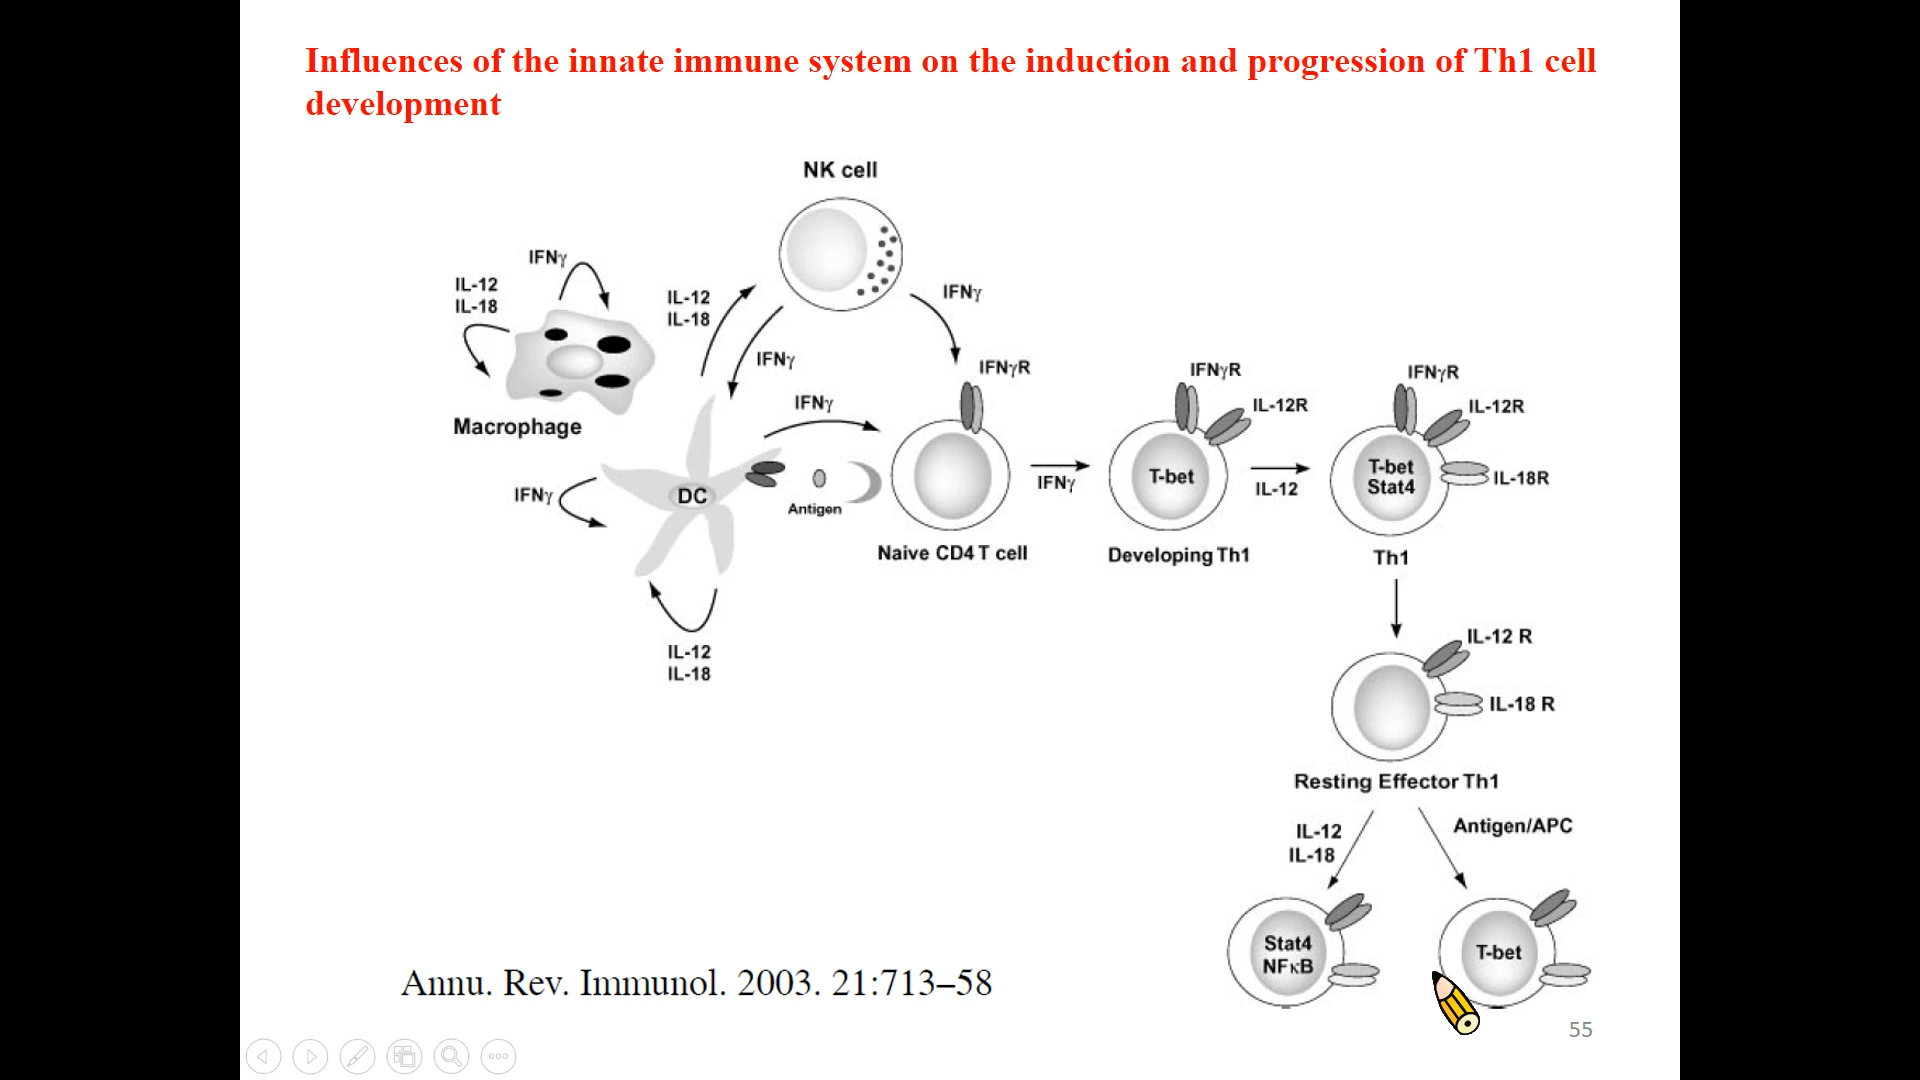 Influences of the innate immune system on the induction and progression of Th1 cell
development
NK cell
IFNγ
IL-12
IL-18
Macrophage
IL-12
IL-18
IFNγ
IFNγ
IFNγ
IFNγ
DC
Antigen
IL-12
IL-18
IFNγR
Naive CD4 T cell
IFNγ
IFNγR
IL-12R
T-bet
Developing Th1
IL-12
IFNγR
IL-12R
IL-18R
T-bet
Stat4
Th1
IL-12 R
IL-18 R
Resting Effector Th1
IL-12
IL-18
Antigen/APC
Stat4
NFκB
T-bet
Annu. Rev. Immunol. 2003. 21:713–58
55